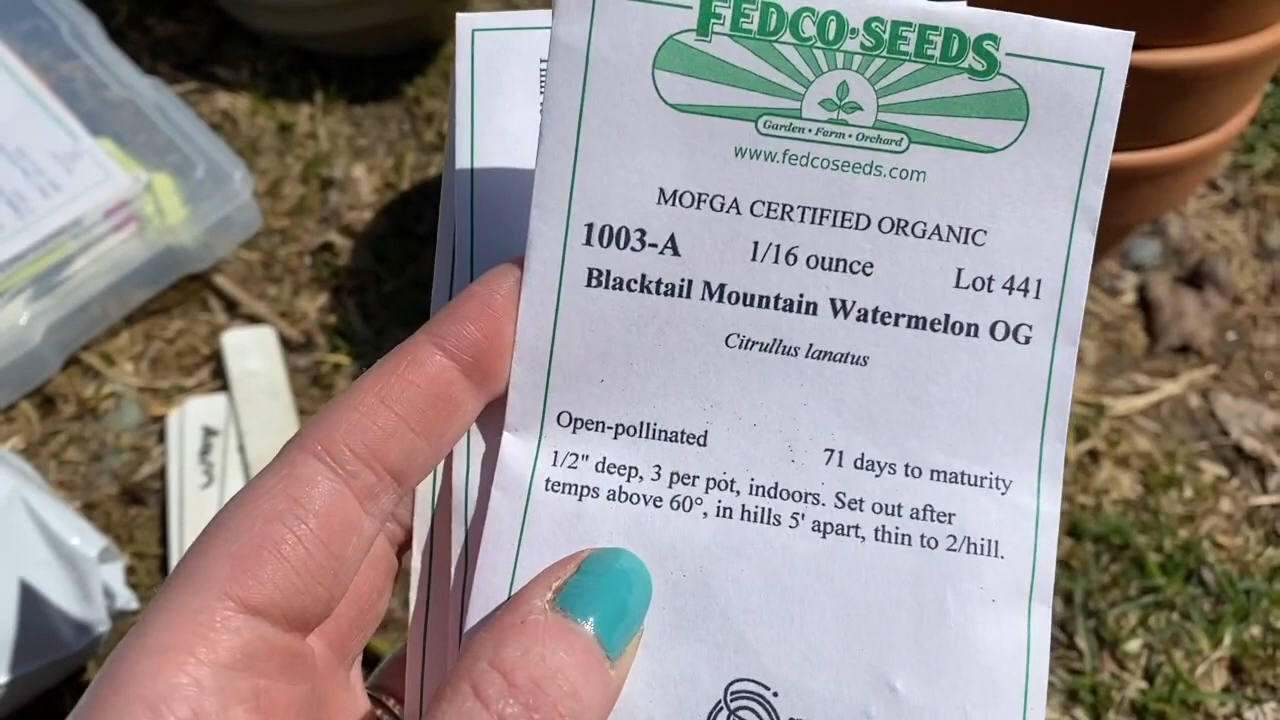 FEDCO·SEEDS
Garden • Farm • Orchard
www.fedcoseeds.com
MOFGA CERTIFIED ORGANIC
1003-A 1/16 ounce Lot 441
Blacktail Mountain Watermelon OG
Citrullus lanatus
Open-pollinated 71 days to maturity
1/2" deep, 3 per pot, indoors. Set out after
temps above 60°, in hills 5' apart, thin to 2/hill.